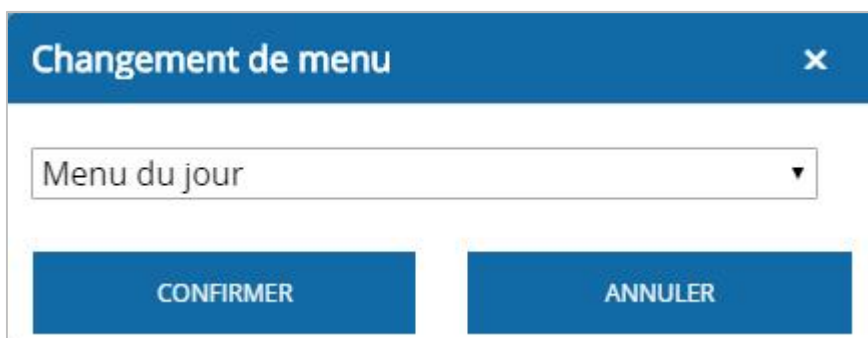 Changement de menu
Menu du jour
CONFIRMER
ANNULER